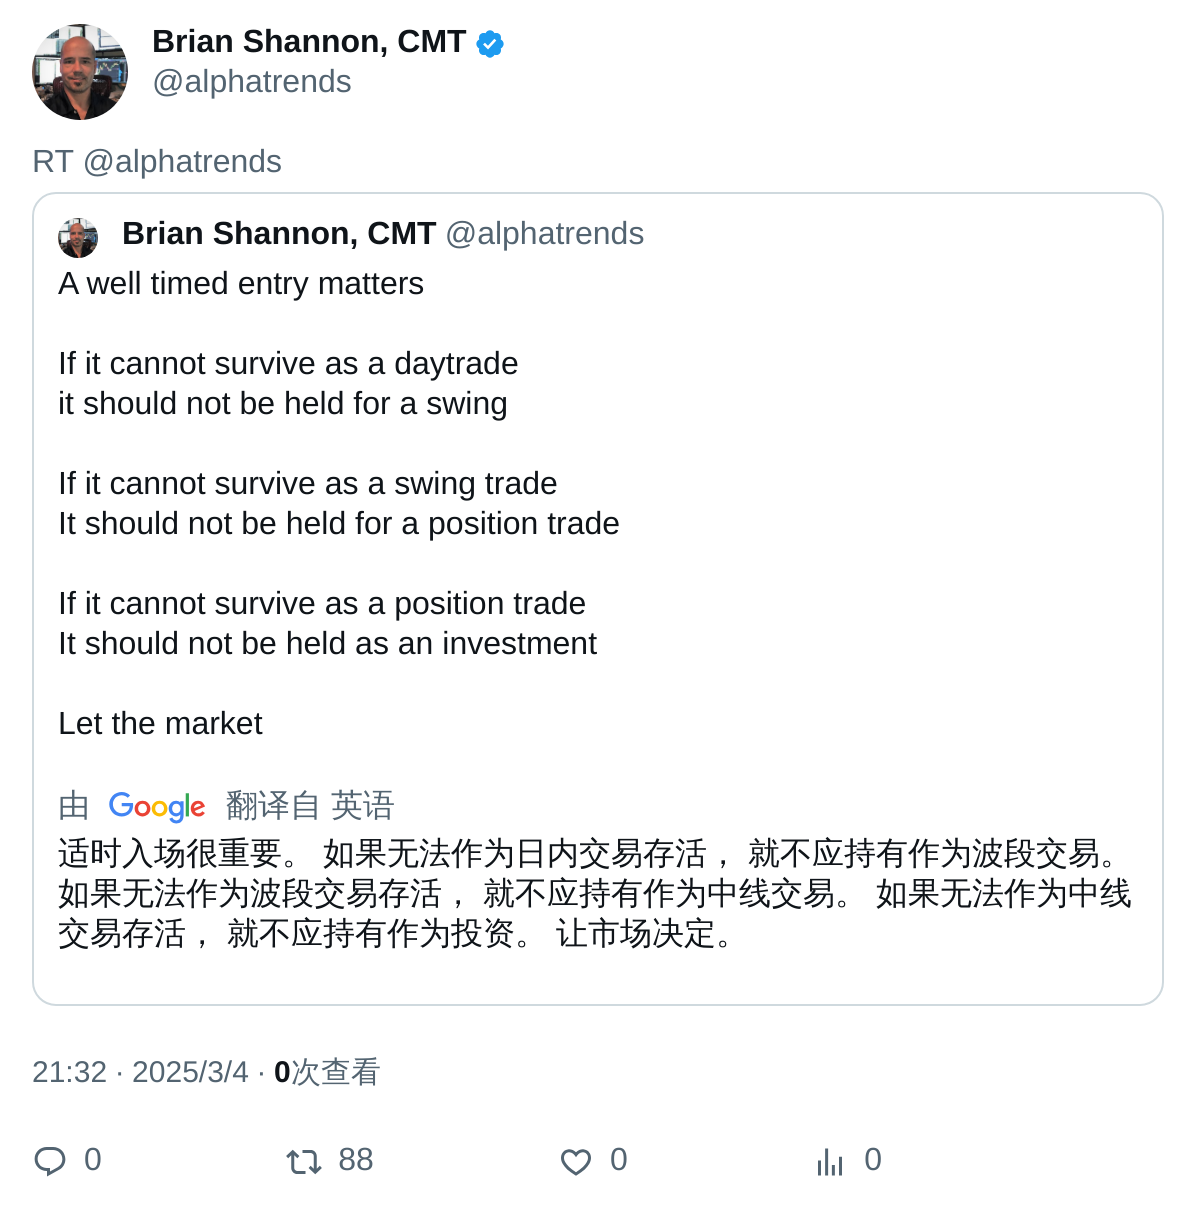 Brian Shannon, CMT
@alphatrends
RT @alphatrends
Brian Shannon, CMT @alphatrends
A well timed entry matters
If it cannot survive as a daytrade
it should not be held for a swing
If it cannot survive as a swing trade
It should not be held for a position trade
If it cannot survive as a position trade
It should not be held as an investment
Let the market
由 Google 翻译自 英语
适时入场很重要。 如果无法作为日内交易存活， 就不应持有作为波段交易。
如果无法作为波段交易存活， 就不应持有作为中线交易。 如果无法作为中线
交易存活， 就不应持有作为投资。 让市场决定。
21:32 · 2025/3/4 · 0次查看
0 88 0 0